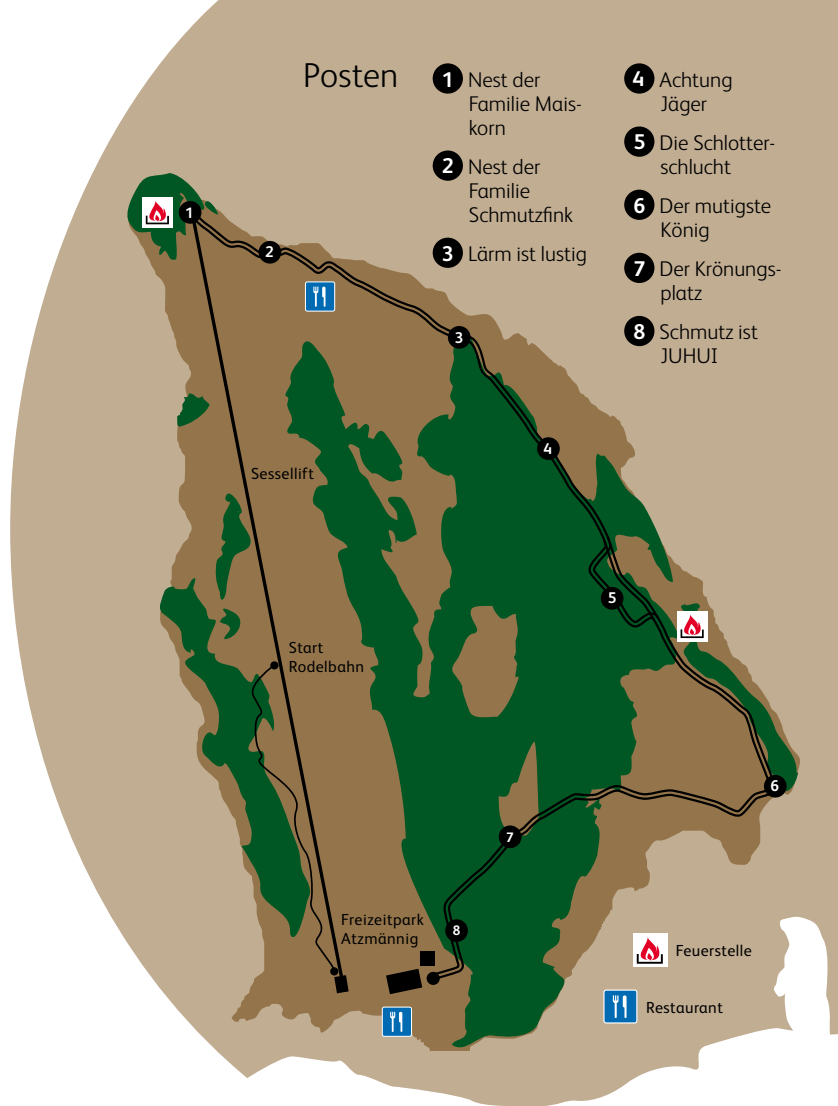 Posten
1 Nest der
Familie Mais-
korn
2 Nest der
Familie
Schmutzfink
3 Lärm ist lustig
4 Achtung
Jäger
5 Die Schlotter-
schlucht
6 Der mutigste
König
7 Der Krönungs-
platz
8 Schmutz ist
JUHUI
1
2
3
4
Sessellift
5
Start
Rodelbahn
6
7
Freizeitpark
Atzmännig
8
Feuerstelle
Restaurant